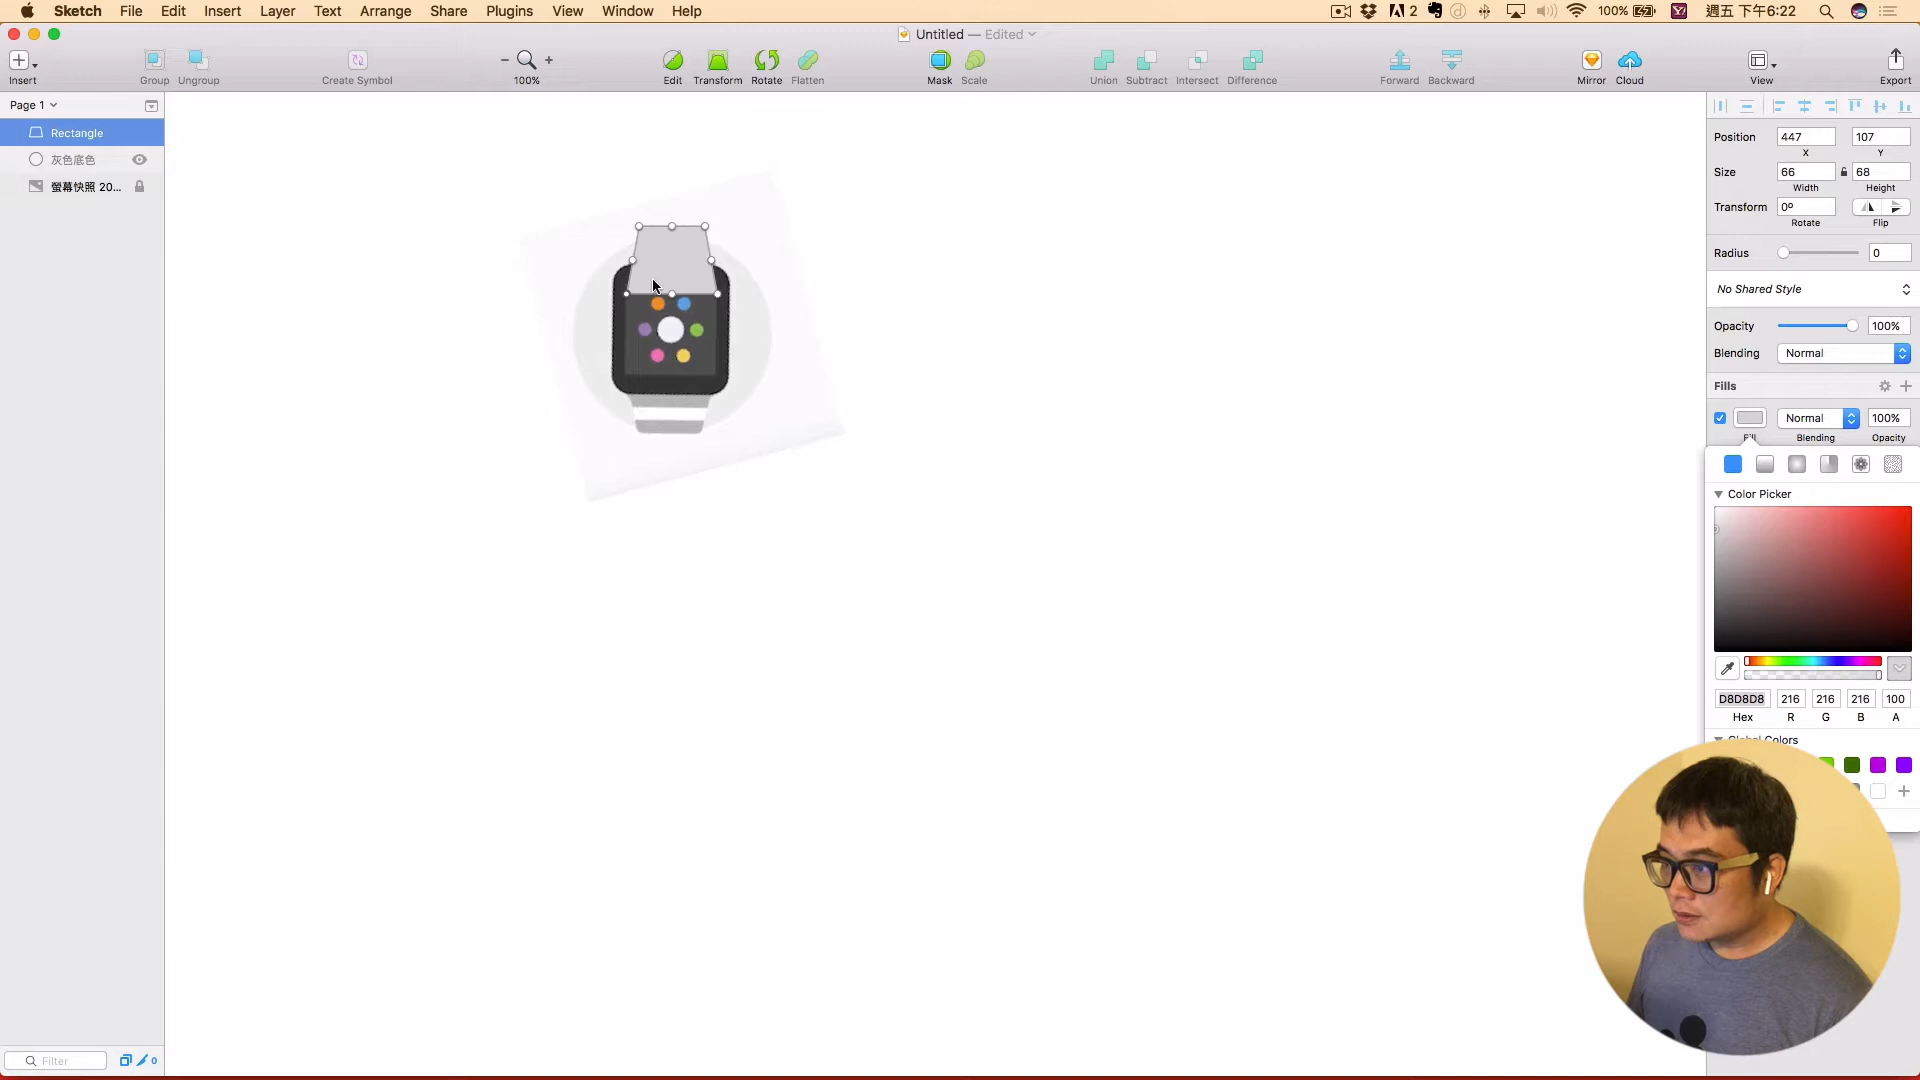 Sketch File Edit Insert Layer Text Arrange Share Plugins View Window Help
2 100% 週五 下午6:22
Untitled — Edited
Insert Group Ungroup Create Symbol 100% Edit Transform Rotate Flatten Mask Scale Union Subtract Intersect Difference Forward Backward Mirror Cloud View Export
Page 1
Rectangle
灰色底色
螢幕快照 20...
Filter
0
Position 447 107
X Y
Size 66 68
Width Height
Transform 0º
Rotate Flip
Radius 0
No Shared Style
Opacity 100%
Blending Normal
Fills
Normal 100%
Fill Blending Opacity
Color Picker
D8D8D8 216 216 216 100
Hex R G B A
Global Colors